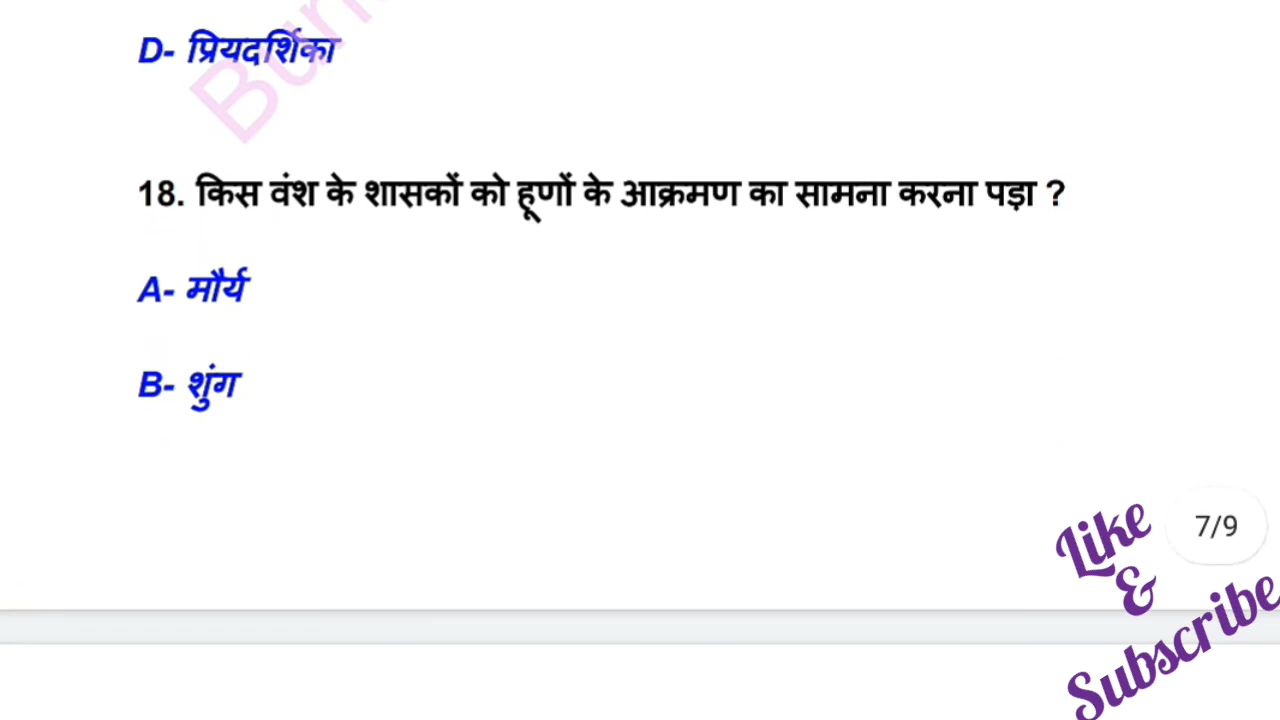 D- प्रियदर्शिका
18. किस वंश के शासकों को हूणों के आक्रमण का सामना करना पड़ा ?
A- मौर्य
B- शुंग
7/9
Like
&
Subscribe